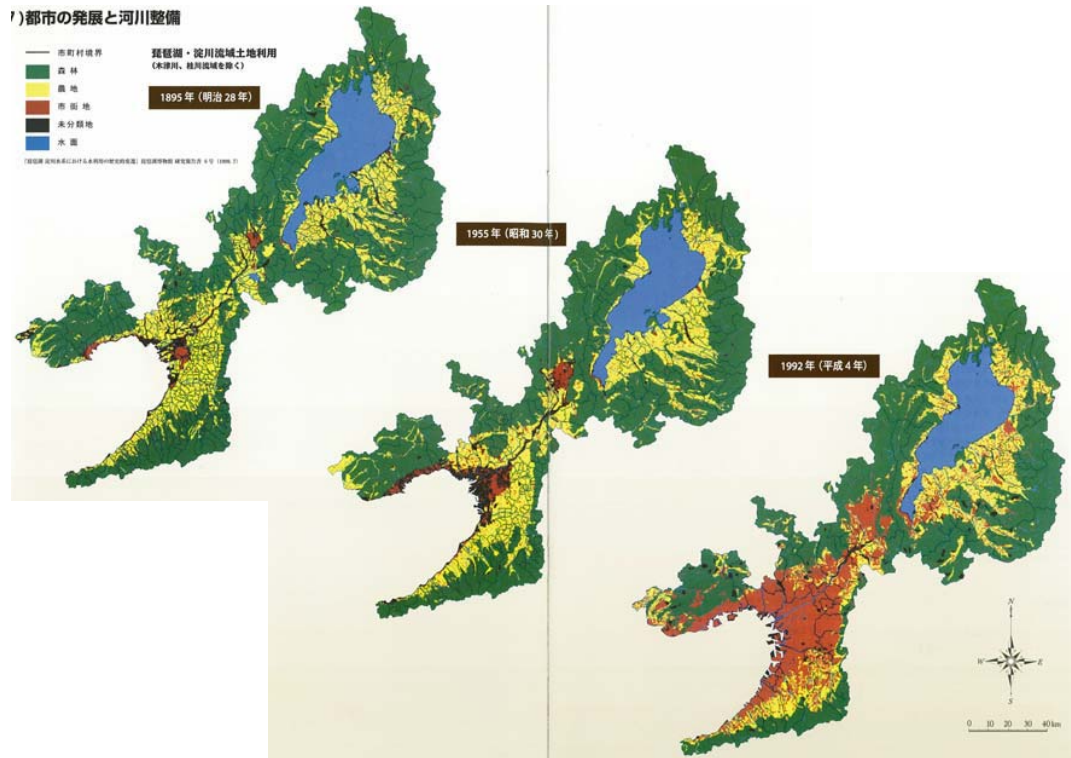 7)都市の発展と河川整備
市町村境界
森林
農地
市街地
未分類地
水面
琵琶湖・淀川流域土地利用
(木津川、桂川流域を除く)
1895年(明治28年)
1955年(昭和30年)
1992年(平成4年)
N
W E
S
0 10 20 30 40km